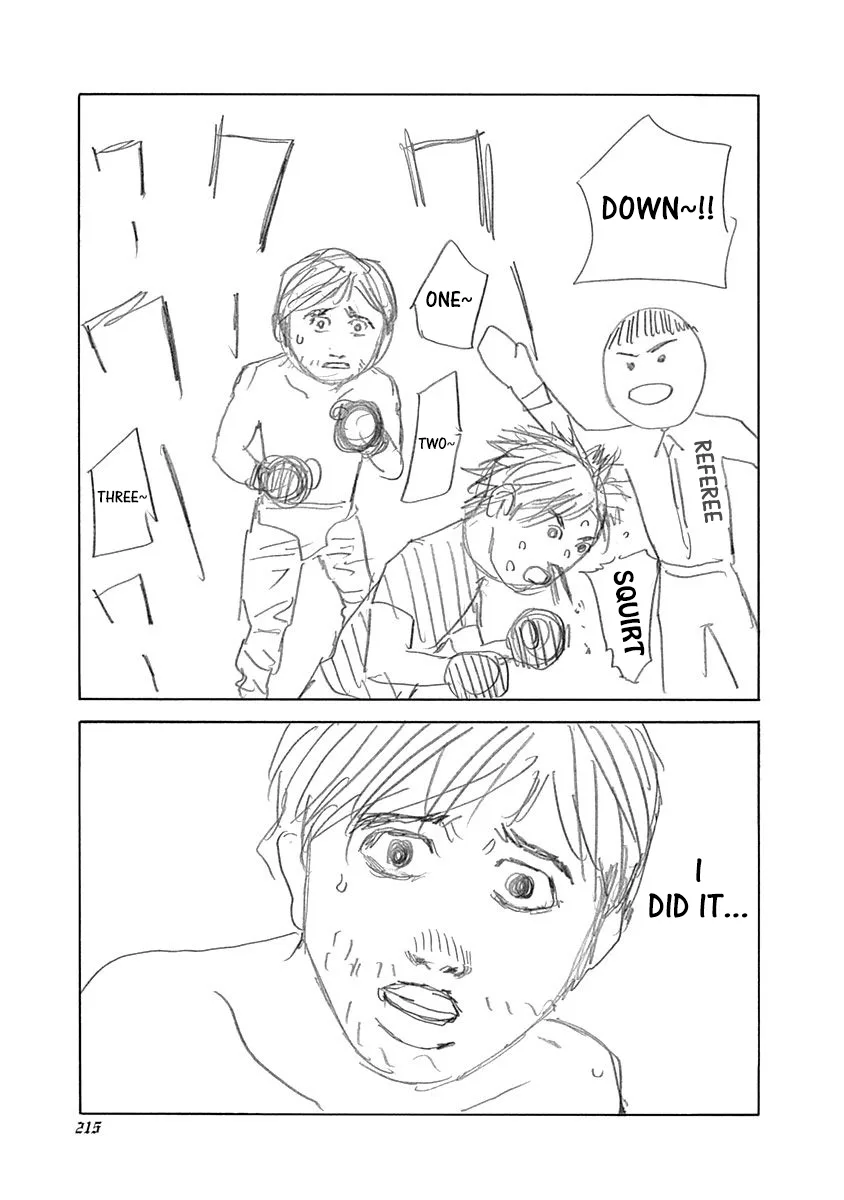 DOWN~!!
ONE~
TWO~
THREE~
REFEREE
SQUIRT
I
DID IT...
215